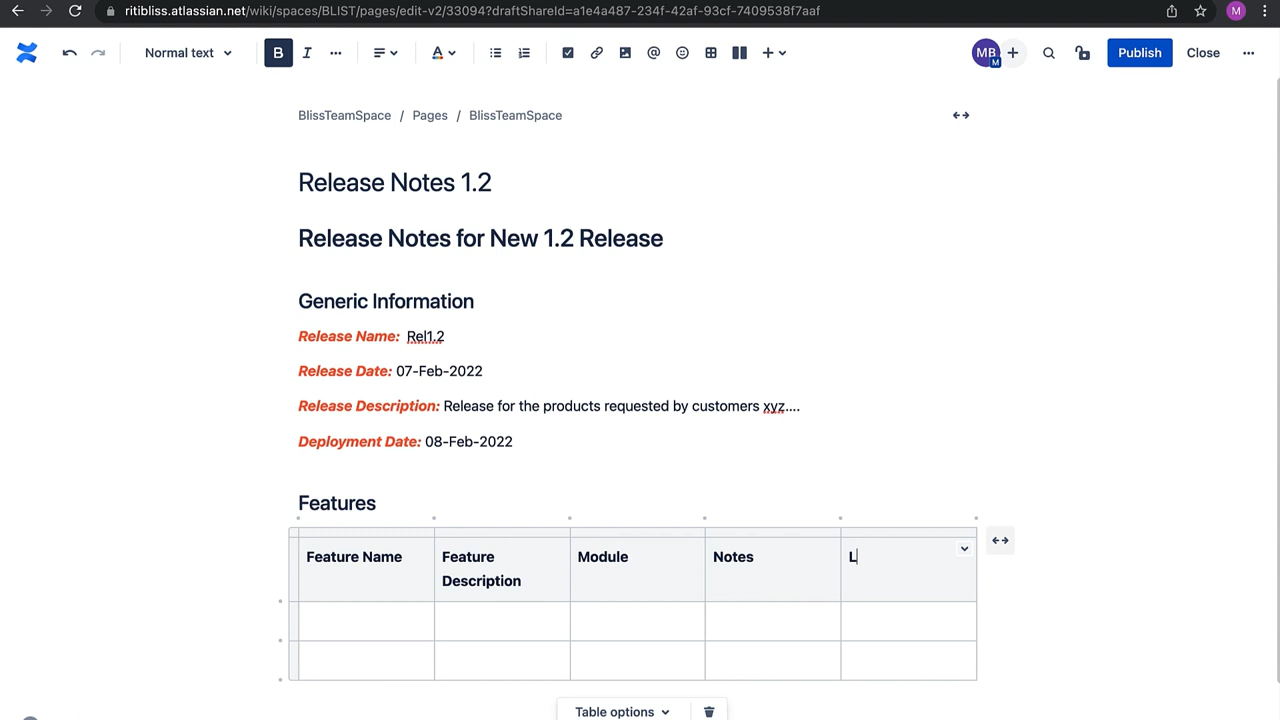 ritibliss.atlassian.net/wiki/spaces/BLIST/pages/edit-v2/33094?draftShareId=a1e4a487-234f-42af-93cf-7409538f7aaf
M
Normal text
B I
A
MB
M
Publish
Close
BlissTeamSpace / Pages / BlissTeamSpace
Release Notes 1.2
Release Notes for New 1.2 Release
Generic Information
Release Name: Rel1.2
Release Date: 07-Feb-2022
Release Description: Release for the products requested by customers xyz....
Deployment Date: 08-Feb-2022
Features
Feature Name
Feature
Description
Module
Notes
L
Table options